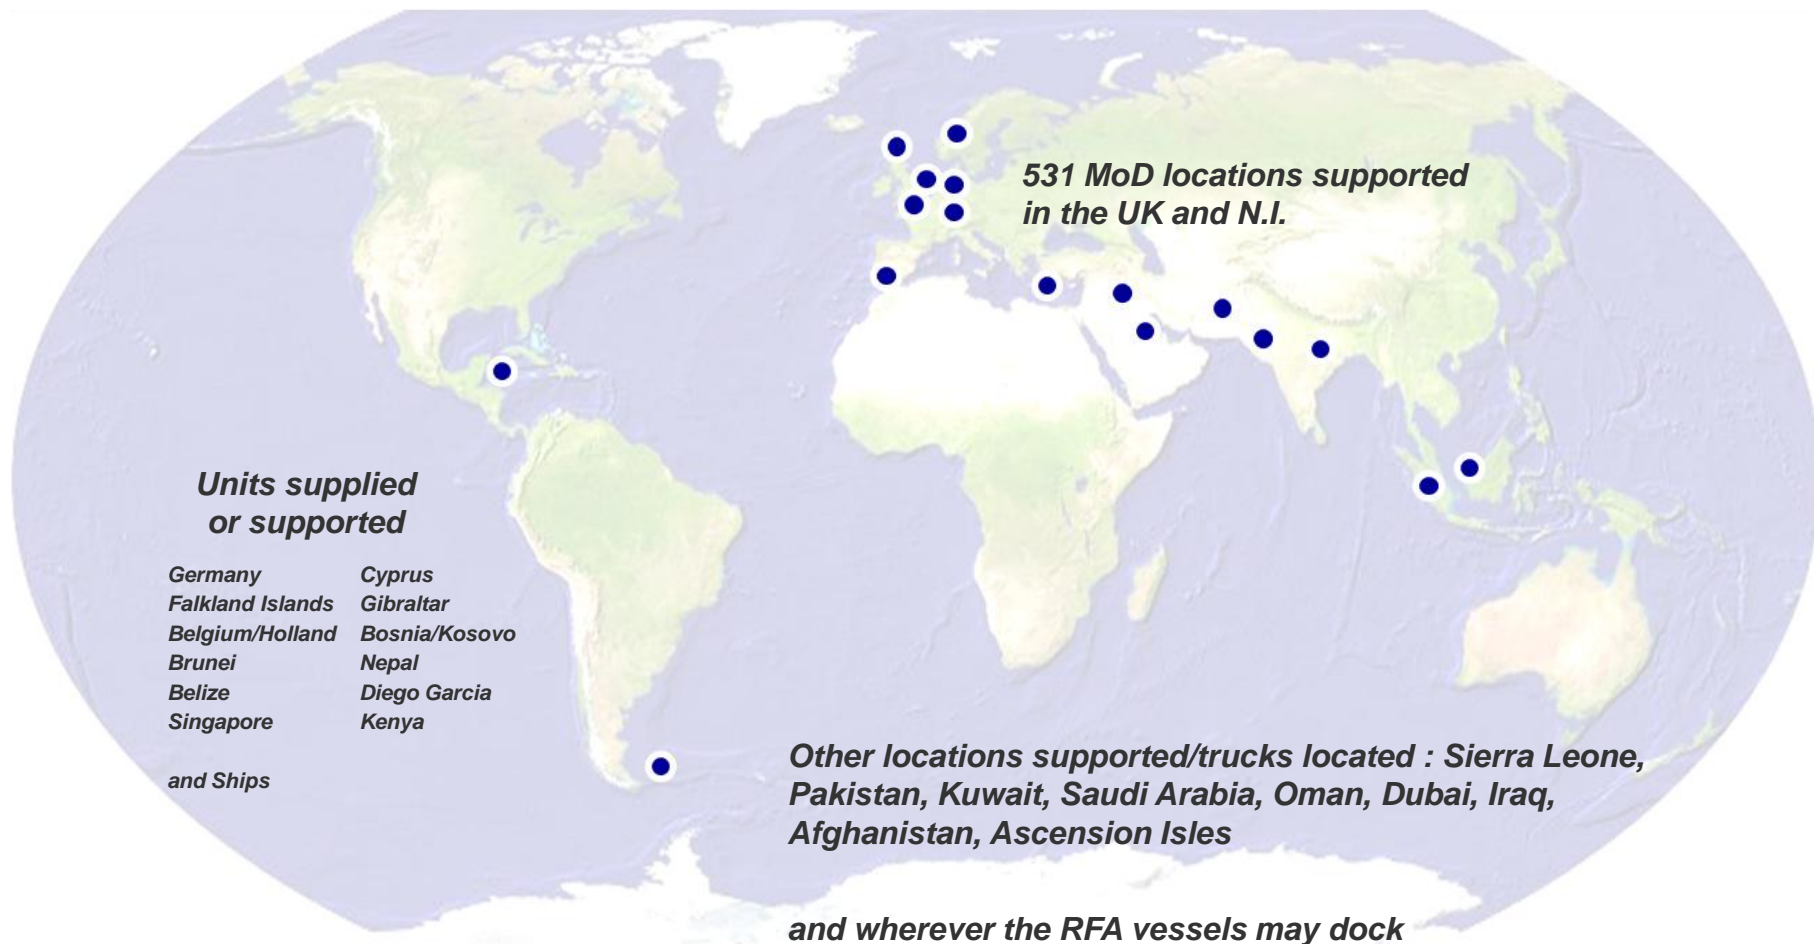 531 MoD locations supported
in the UK and N.I.
Units supplied
or supported
Germany Cyprus
Falkland Islands Gibraltar
Belgium/Holland Bosnia/Kosovo
Brunei Nepal
Belize Diego Garcia
Singapore Kenya
and Ships
Other locations supported/trucks located : Sierra Leone,
Pakistan, Kuwait, Saudi Arabia, Oman, Dubai, Iraq,
Afghanistan, Ascension Isles
and wherever the RFA vessels may dock